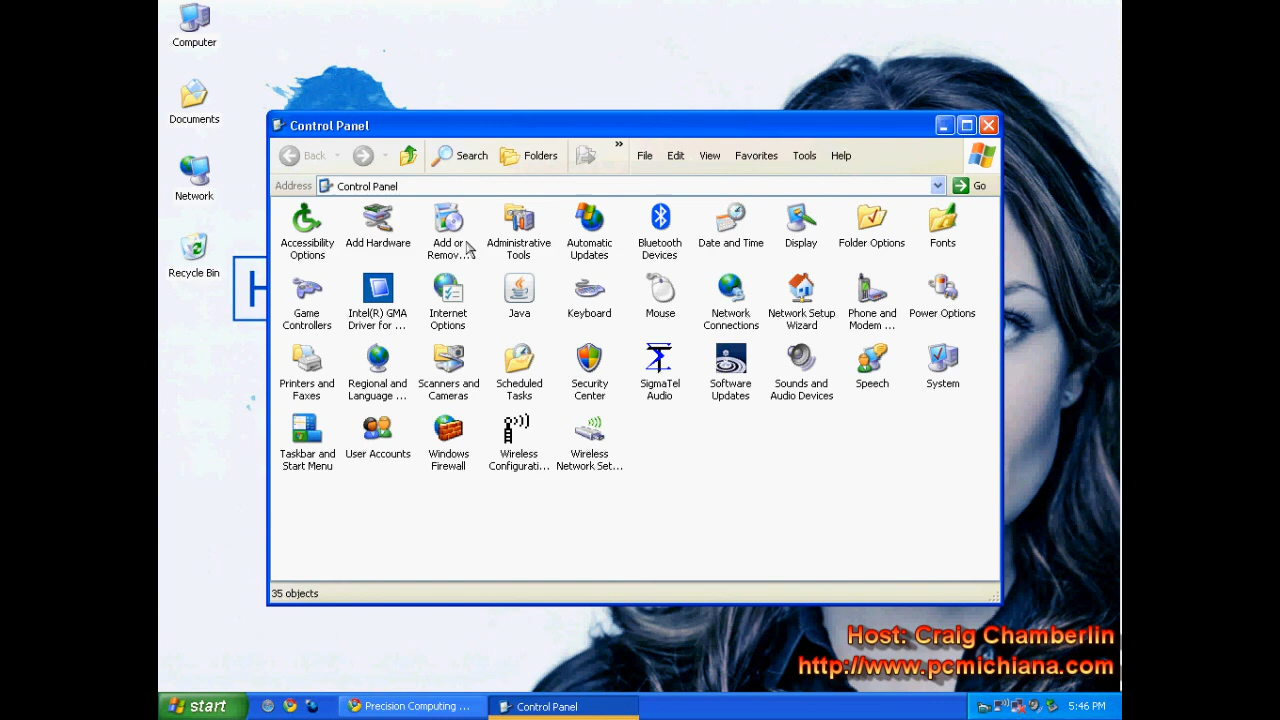 Computer
Documents
Network
Recycle Bin
H
Control Panel
Back
Search
Folders
»
File
Edit
View
Favorites
Tools
Help
Address
Control Panel
Go
Accessibility
Options
Add Hardware
Add or
Remov...
Administrative
Tools
Automatic
Updates
Bluetooth
Devices
Date and Time
Display
Folder Options
Fonts
Game
Controllers
Intel(R) GMA
Driver for ...
Internet
Options
Java
Keyboard
Mouse
Network
Connections
Network Setup
Wizard
Phone and
Modem ...
Power Options
Printers and
Faxes
Regional and
Language ...
Scanners and
Cameras
Scheduled
Tasks
Security
Center
SigmaTel
Audio
Software
Updates
Sounds and
Audio Devices
Speech
System
Taskbar and
Start Menu
User Accounts
Windows
Firewall
Wireless
Configurati...
Wireless
Network Set...
35 objects
Host: Craig Chamberlin
http://www.pcmichiana.com
start
Precision Computing ...
Control Panel
5:46 PM